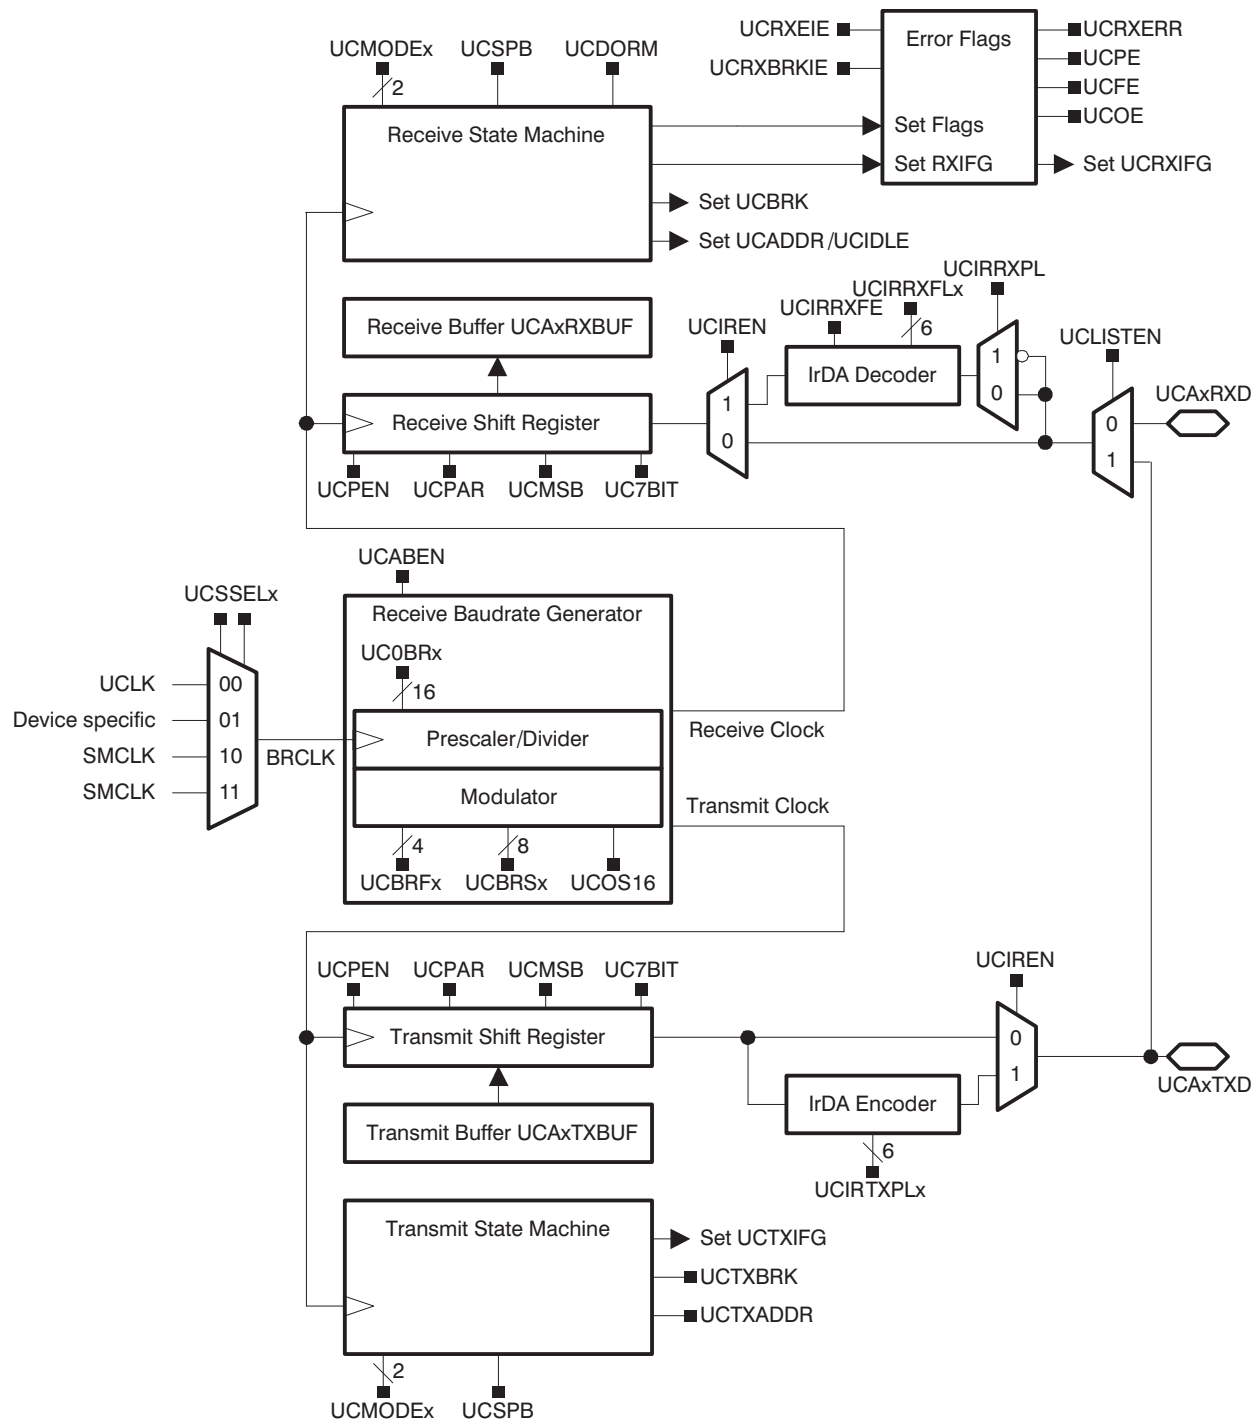 UCRXEIE
UCRXBRKIE
Error Flags
UCRXERR
UCPE
UCFE
UCOE
UCMODEx
UCSPB
UCDORM
2
Receive State Machine
Set Flags
Set RXIFG
Set UCRXIFG
Set UCBRK
Set UCADDR /UCIDLE
UCIRRXPL
UCIRRXFLx
UCIRRXFE
UCIREN
6
UCLISTEN
Receive Buffer UCAxRXBUF
IrDA Decoder
1
0
UCAxRXD
Receive Shift Register
1
0
0
1
UCPEN
UCPAR
UCMSB
UC7BIT
UCABEN
UCSSELx
Receive Baudrate Generator
UC0BRx
16
UCLK
00
Device specific
01
SMCLK
10
SMCLK
11
BRCLK
Prescaler/Divider
Receive Clock
Modulator
Transmit Clock
4
8
UCBRFx
UCBRSx
UCOS16
UCPEN
UCPAR
UCMSB
UC7BIT
UCIREN
Transmit Shift Register
0
1
UCAxTXD
IrDA Encoder
Transmit Buffer UCAxTXBUF
6
UCIRTXPLx
Transmit State Machine
Set UCTXIFG
UCTXBRK
UCTXADDR
2
UCMODEx
UCSPB